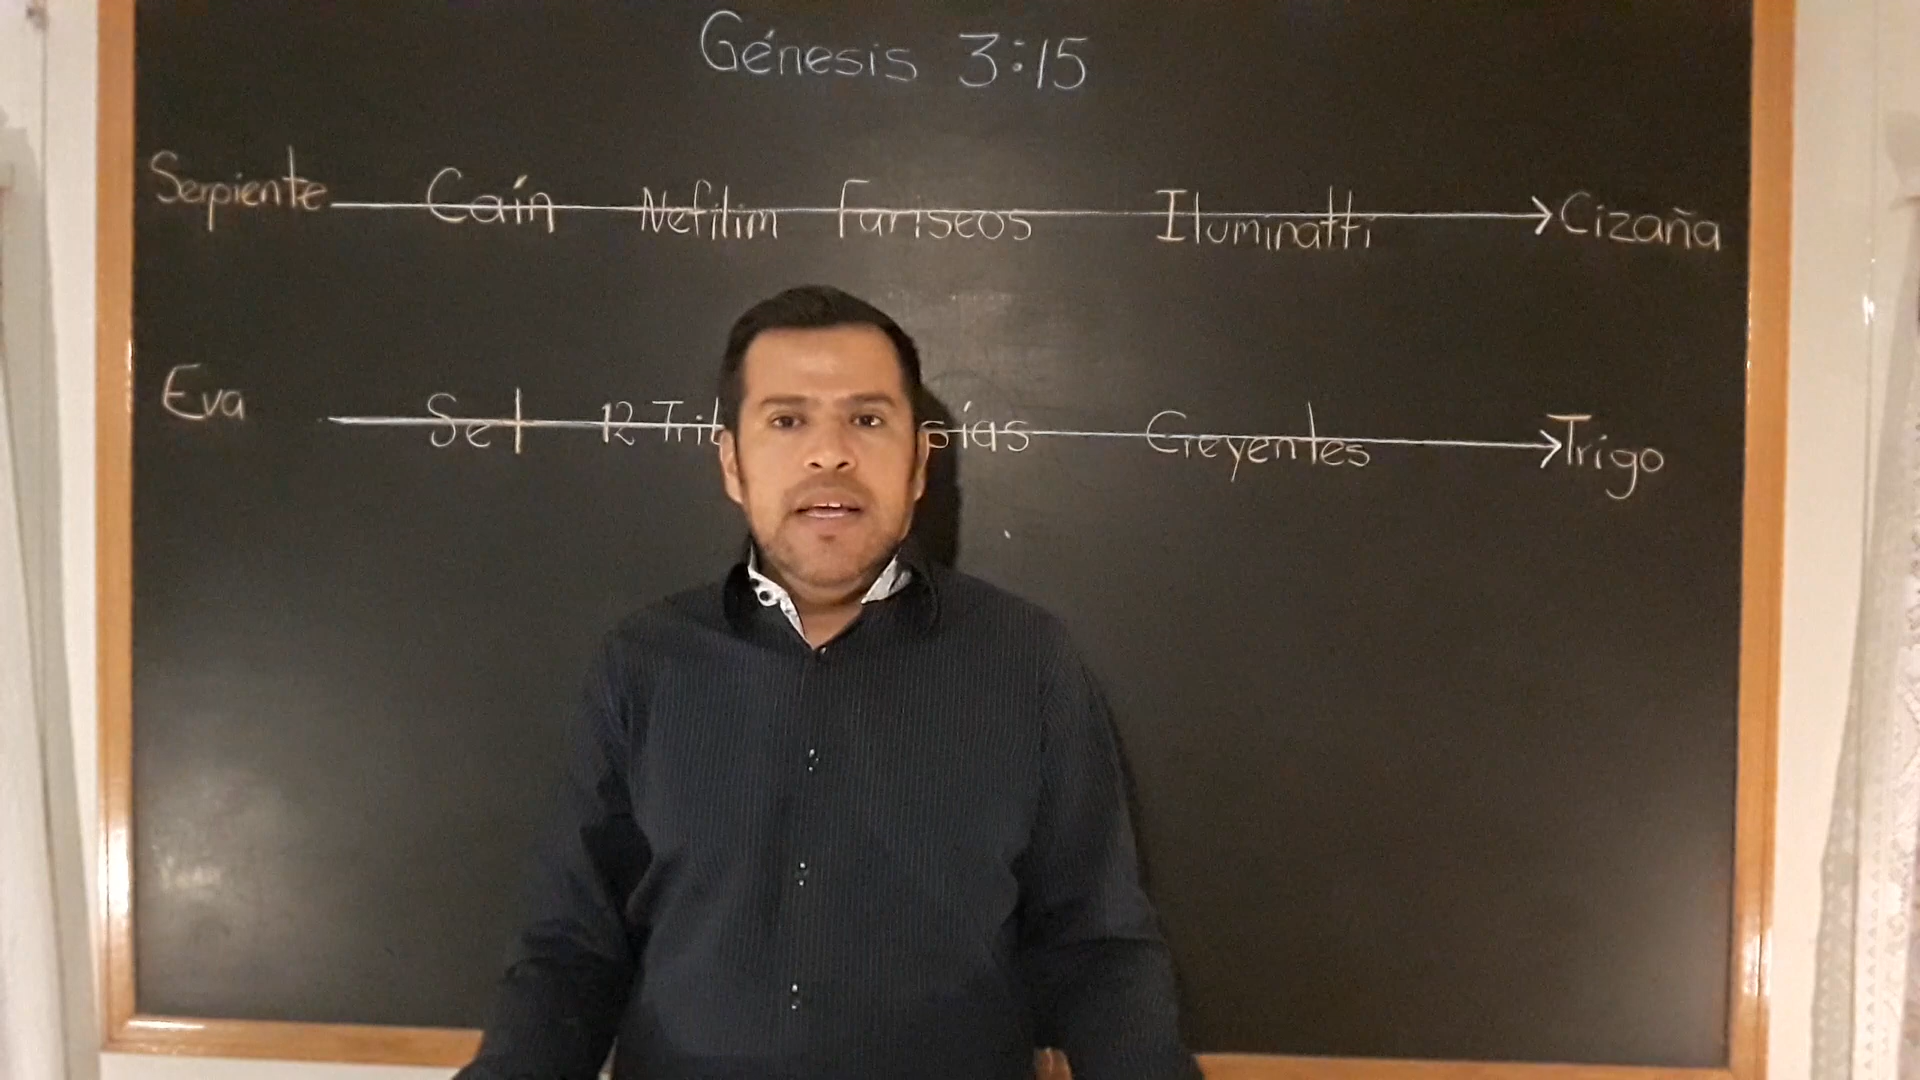 Génesis 3:15
Serpiente Caín Nefilim Fariseos Iluminatti Cizaña
Eva Set 12 Trib sías Creyentes Trigo